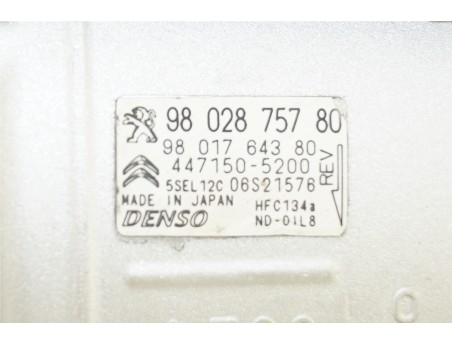 98 028 757 80
98 017 643 80
447150-5200
5SEL12C 06S21576
REV
MADE IN JAPAN HFC134a
DENSO ND-OIL8